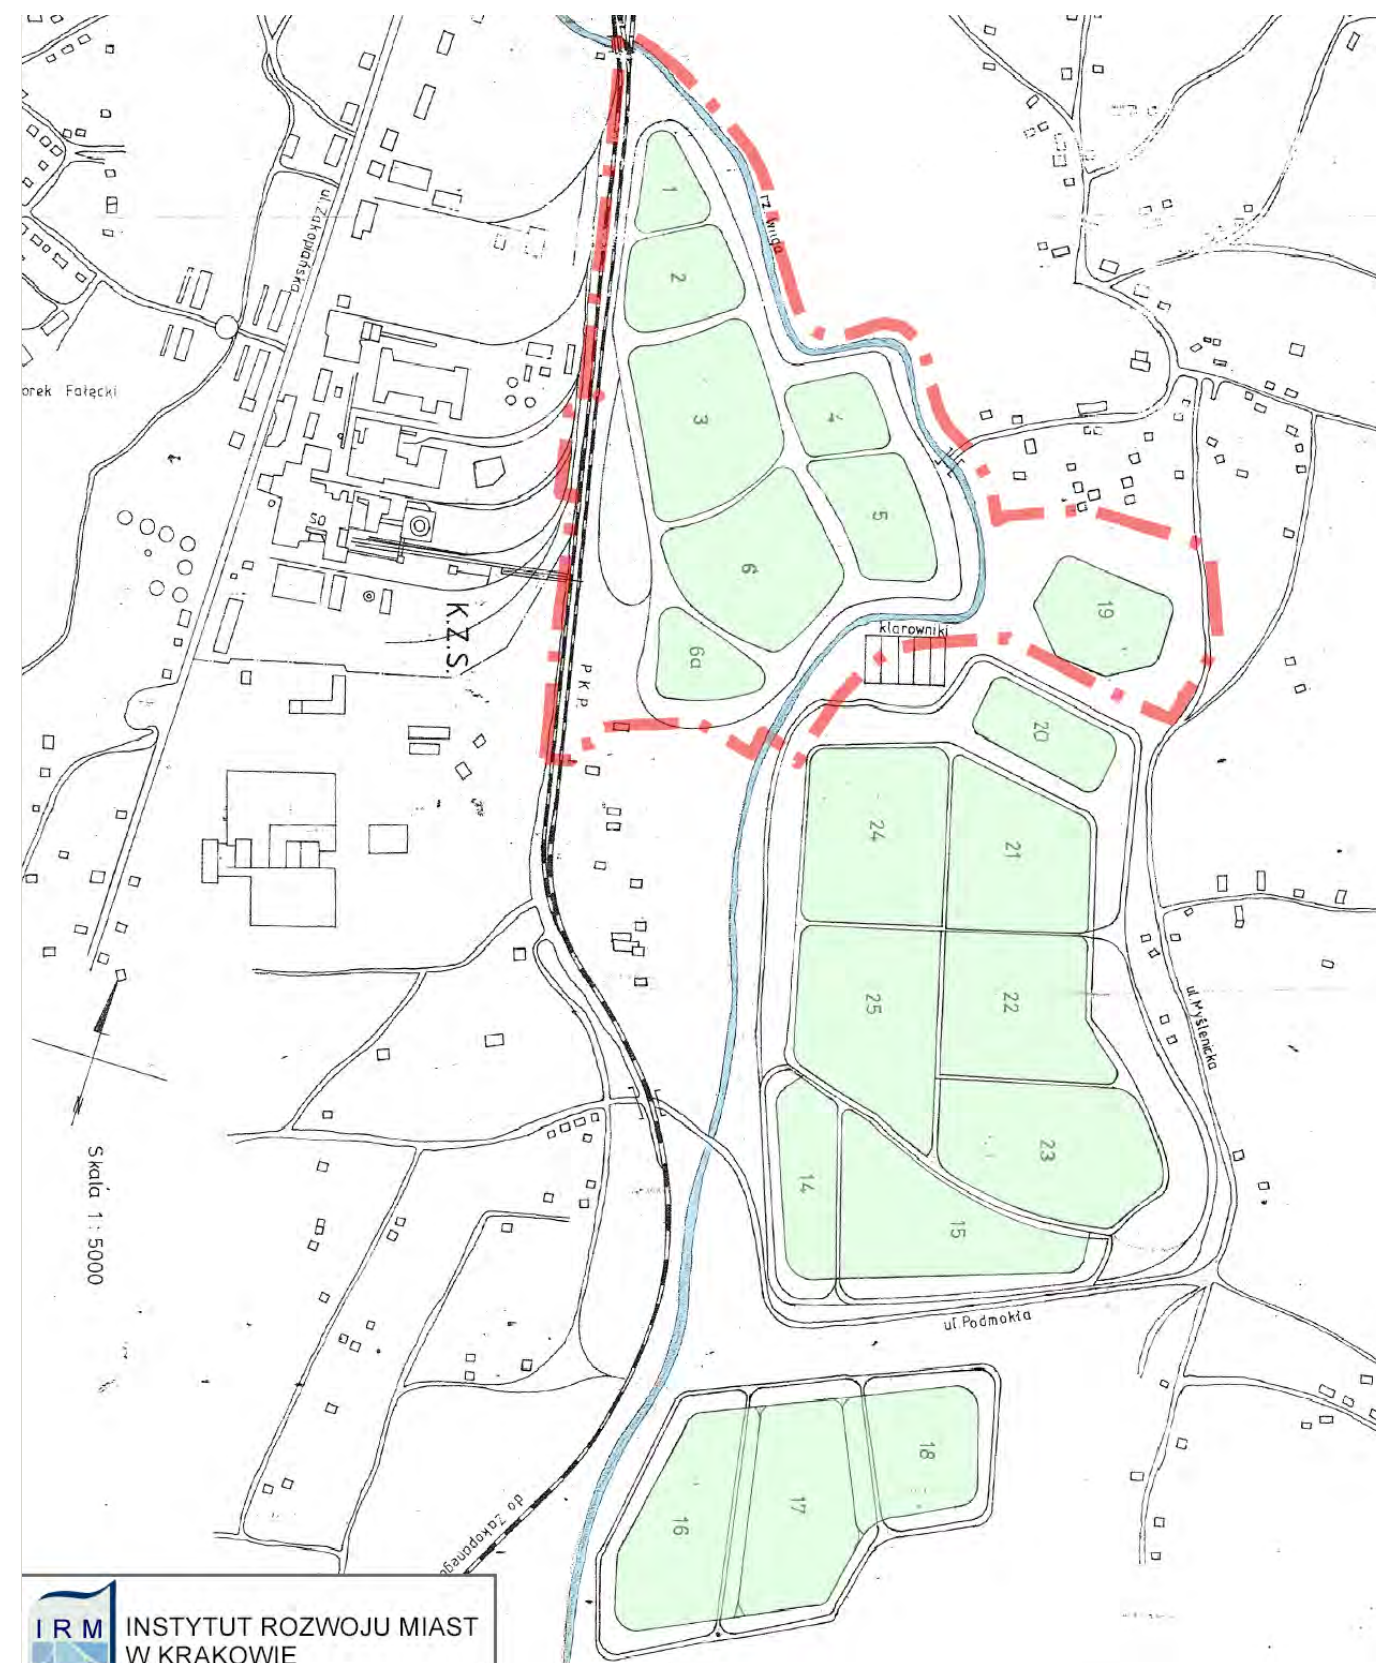 ul. Zakopiańska
orek Fałęcki
rz. Wilga
1
2
3
4
5
6
6a
19
klarowniki
K.Z.S.
P K P
20
24
21
25
22
23
14
15
ul. Myślenicka
Skala 1:5000
N
ul. Podmokła
18
17
16
do Zakopanego
IRM
INSTYTUT ROZWOJU MIAST
W KRAKOWIE